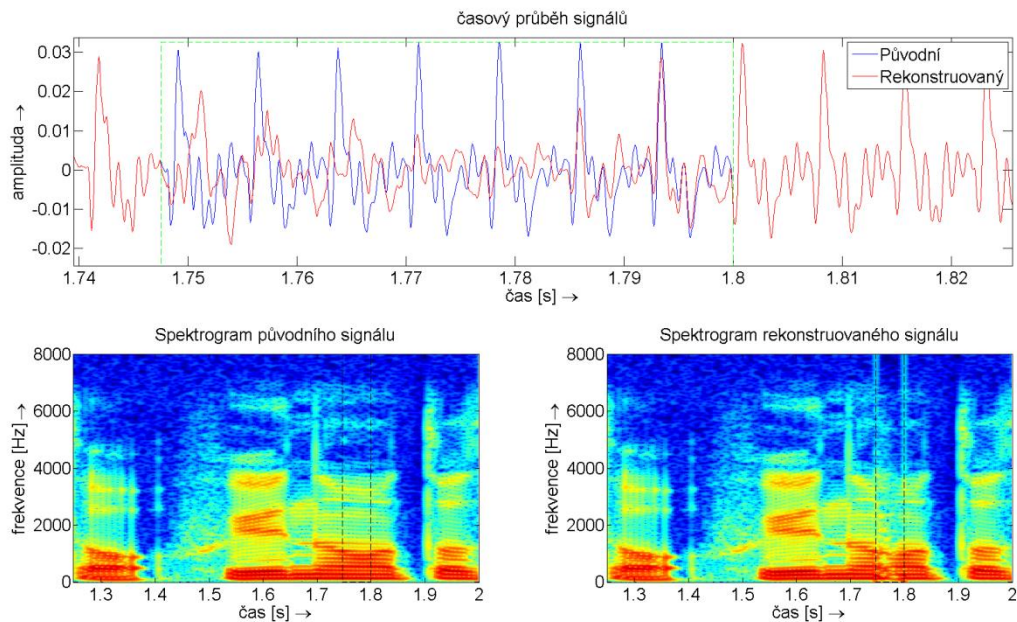 časový průběh signálů
amplituda →
0.03
0.02
0.01
0
-0.01
-0.02
Původní
Rekonstruovaný
1.74 1.75 1.76 1.77 1.78 1.79 1.8 1.81 1.82
čas [s] →
Spektrogram původního signálu
frekvence [Hz] →
8000
6000
4000
2000
0
1.3 1.4 1.5 1.6 1.7 1.8 1.9 2
čas [s] →
Spektrogram rekonstruovaného signálu
frekvence [Hz] →
8000
6000
4000
2000
0
1.3 1.4 1.5 1.6 1.7 1.8 1.9 2
čas [s] →